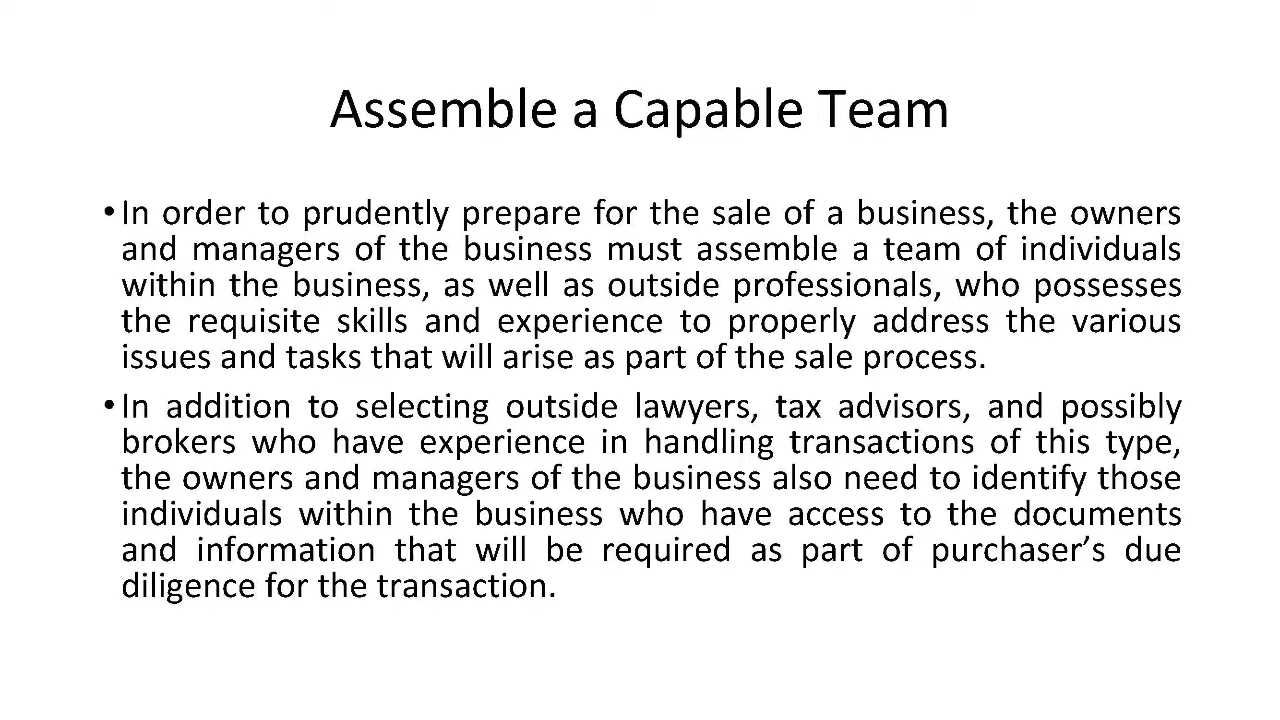 Assemble a Capable Team
•In order to prudently prepare for the sale of a business, the owners
and managers of the business must assemble a team of individuals
within the business, as well as outside professionals, who possesses
the requisite skills and experience to properly address the various
issues and tasks that will arise as part of the sale process.
•In addition to selecting outside lawyers, tax advisors, and possibly
brokers who have experience in handling transactions of this type,
the owners and managers of the business also need to identify those
individuals within the business who have access to the documents
and information that will be required as part of purchaser’s due
diligence for the transaction.